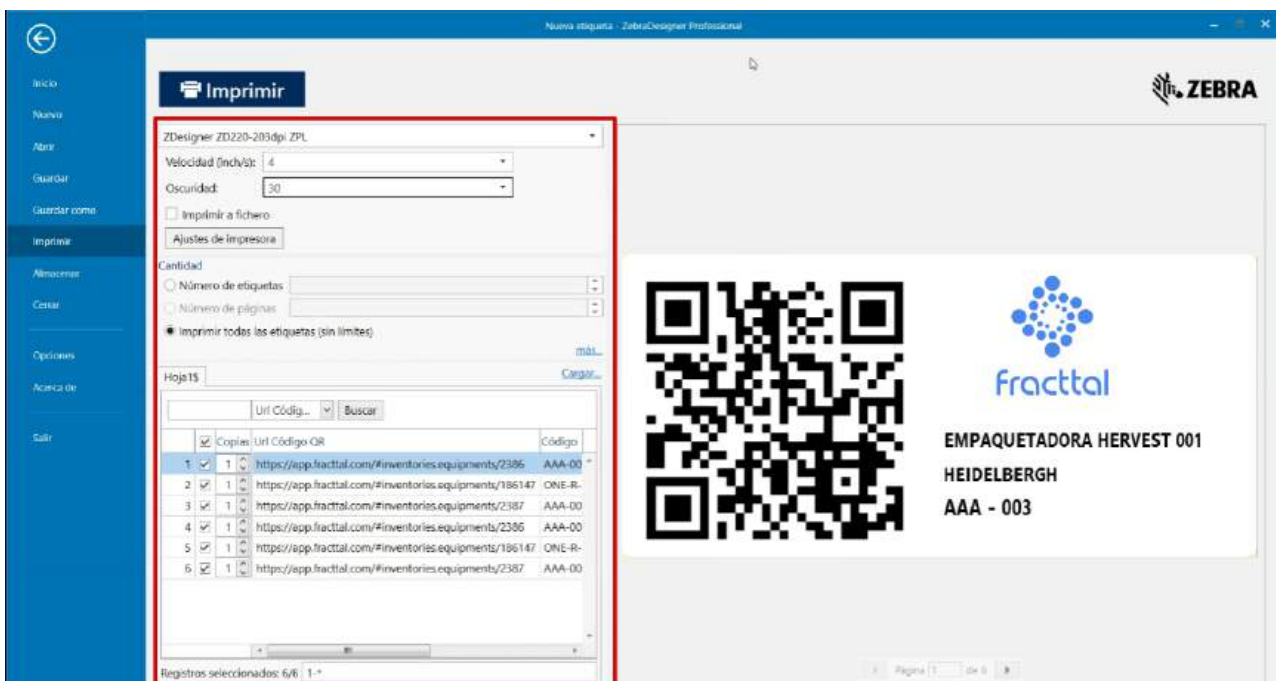 Nueva etiqueta - ZebraDesigner Professional
Inicio
Nuevo
Abrir
Guardar
Guardar como
Imprimir
Almacenar
Cerrar
Opciones
Acerca de
Salir
Imprimir
ZEBRA
ZDesigner ZD220-203dpi ZPL
Velocidad (inch/s): 4
Oscuridad: 30
Imprimir a fichero
Ajustes de impresora
Cantidad
Número de etiquetas
Número de páginas
Imprimir todas las etiquetas (sin límites)
más...
Hoja1$ Cargar...
Url Códig... Buscar
Copias Url Código QR Código
1 1 https://app.fracttal.com/#inventories.equipments/2386 AAA-00
2 1 https://app.fracttal.com/#inventories.equipments/186147 ONE-R-
3 1 https://app.fracttal.com/#inventories.equipments/2387 AAA-00
4 1 https://app.fracttal.com/#inventories.equipments/2386 AAA-00
5 1 https://app.fracttal.com/#inventories.equipments/186147 ONE-R-
6 1 https://app.fracttal.com/#inventories.equipments/2387 AAA-00
Registros seleccionados: 6/6 1-*
fracttal
EMPAQUETADORA HERVEST 001
HEIDELBERGH
AAA - 003
Página 1 de 6